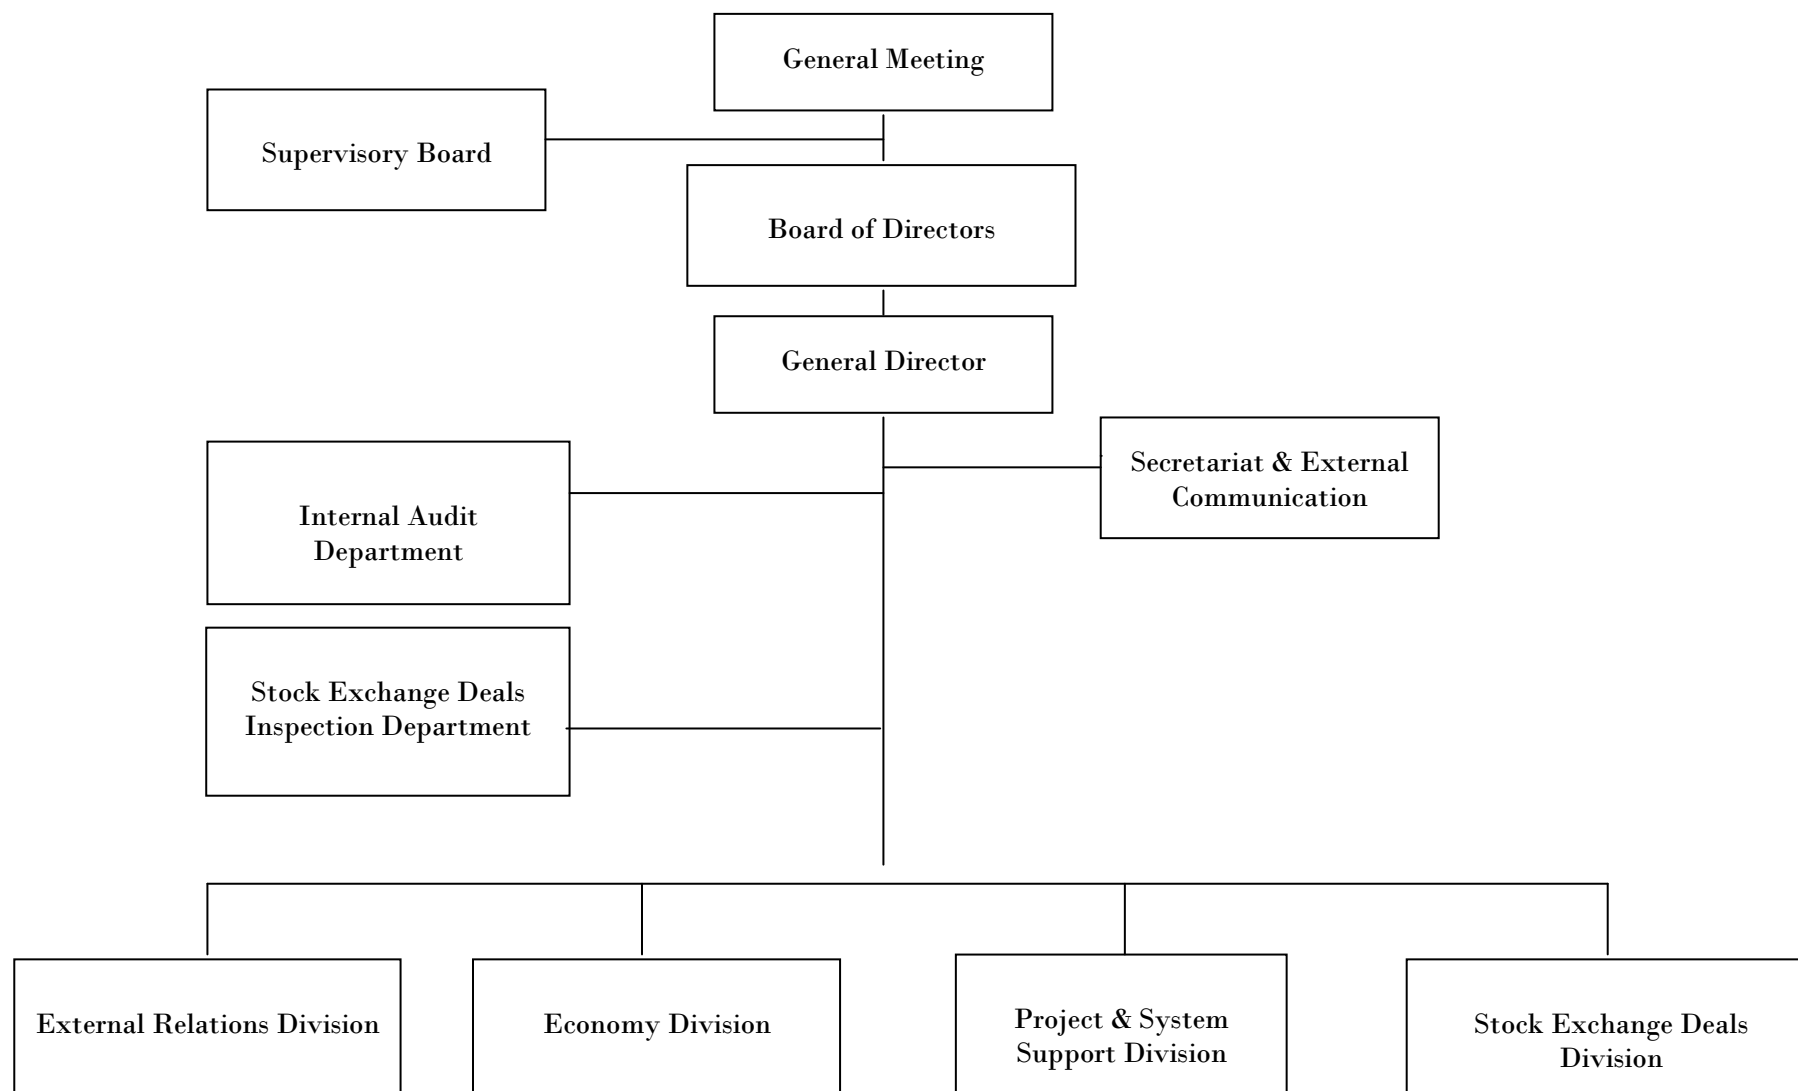 General Meeting
Supervisory Board
Board of Directors
General Director
Secretariat & External
Communication
Internal Audit
Department
Stock Exchange Deals
Inspection Department
External Relations Division
Economy Division
Project & System
Support Division
Stock Exchange Deals
Division